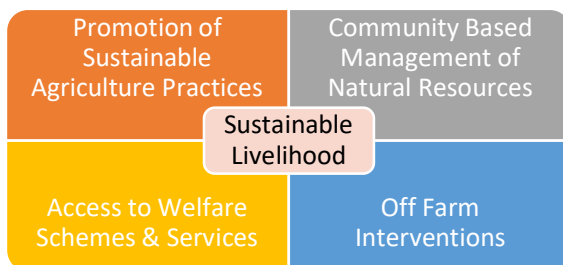 Promotion of
Sustainable
Agriculture Practices
Community Based
Management of
Natural Resources
Sustainable
Livelihood
Access to Welfare
Schemes & Services
Off Farm
Interventions